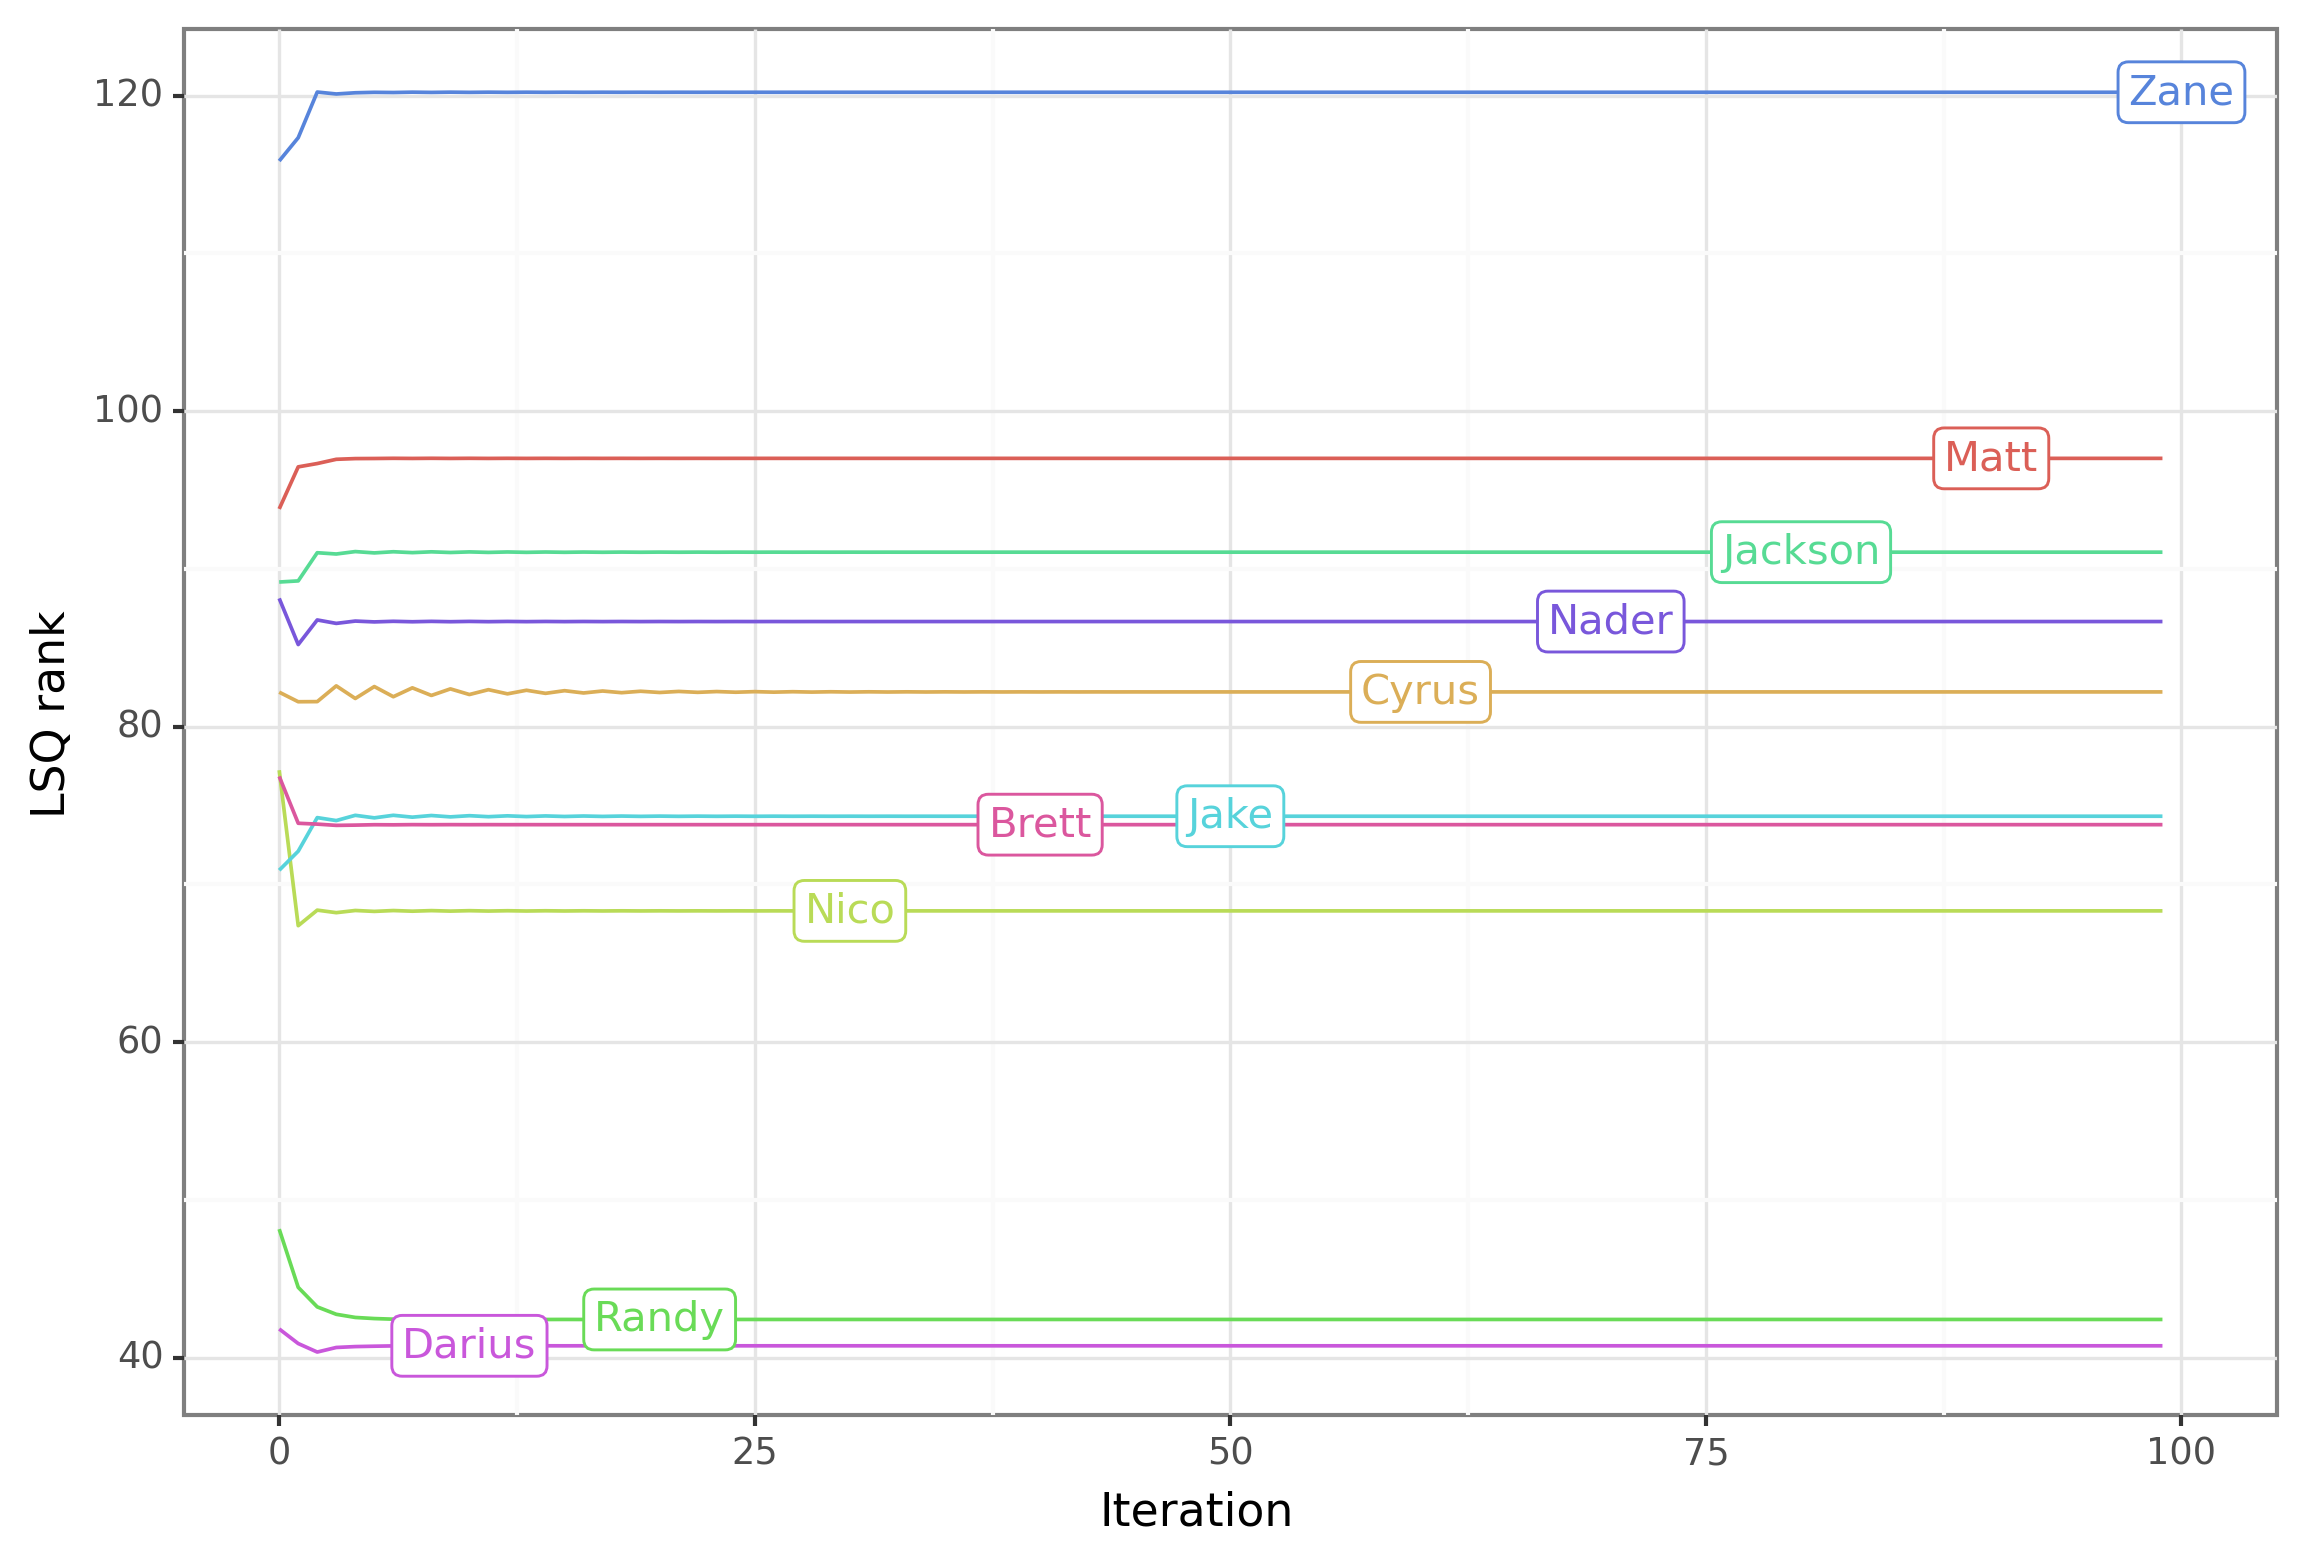 120
Zane
100
Matt
Jackson
Nader
Cyrus
80
Jake
Brett
Nico
60
Randy
Darius
40
0 25 50 75 100
Iteration
LSQ rank